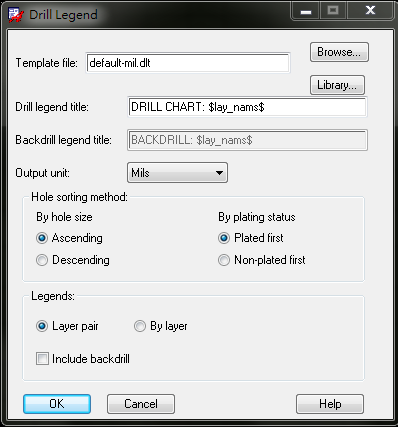 Drill Legend
Browse...
Template file: default-mil.dlt
Library...
Drill legend title: DRILL CHART: $lay_nams$
Backdrill legend title: BACKDRILL: $lay_nams$
Output unit: Mils
Hole sorting method:
By hole size By plating status
Ascending Plated first
Descending Non-plated first
Legends:
Layer pair By layer
Include backdrill
OK Cancel Help